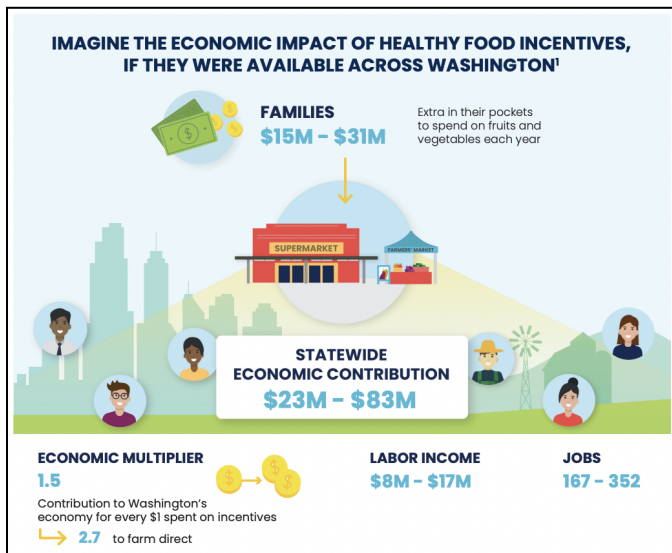 IMAGINE THE ECONOMIC IMPACT OF HEALTHY FOOD INCENTIVES,
IF THEY WERE AVAILABLE ACROSS WASHINGTON¹
FAMILIES
$15M – $31M
Extra in their pockets
to spend on fruits and
vegetables each year
SUPERMARKET
FARMERS' MARKET
STATEWIDE
ECONOMIC CONTRIBUTION
$23M – $83M
ECONOMIC MULTIPLIER
1.5
Contribution to Washington's
economy for every $1 spent on incentives
2.7 to farm direct
LABOR INCOME
$8M – $17M
JOBS
167 – 352